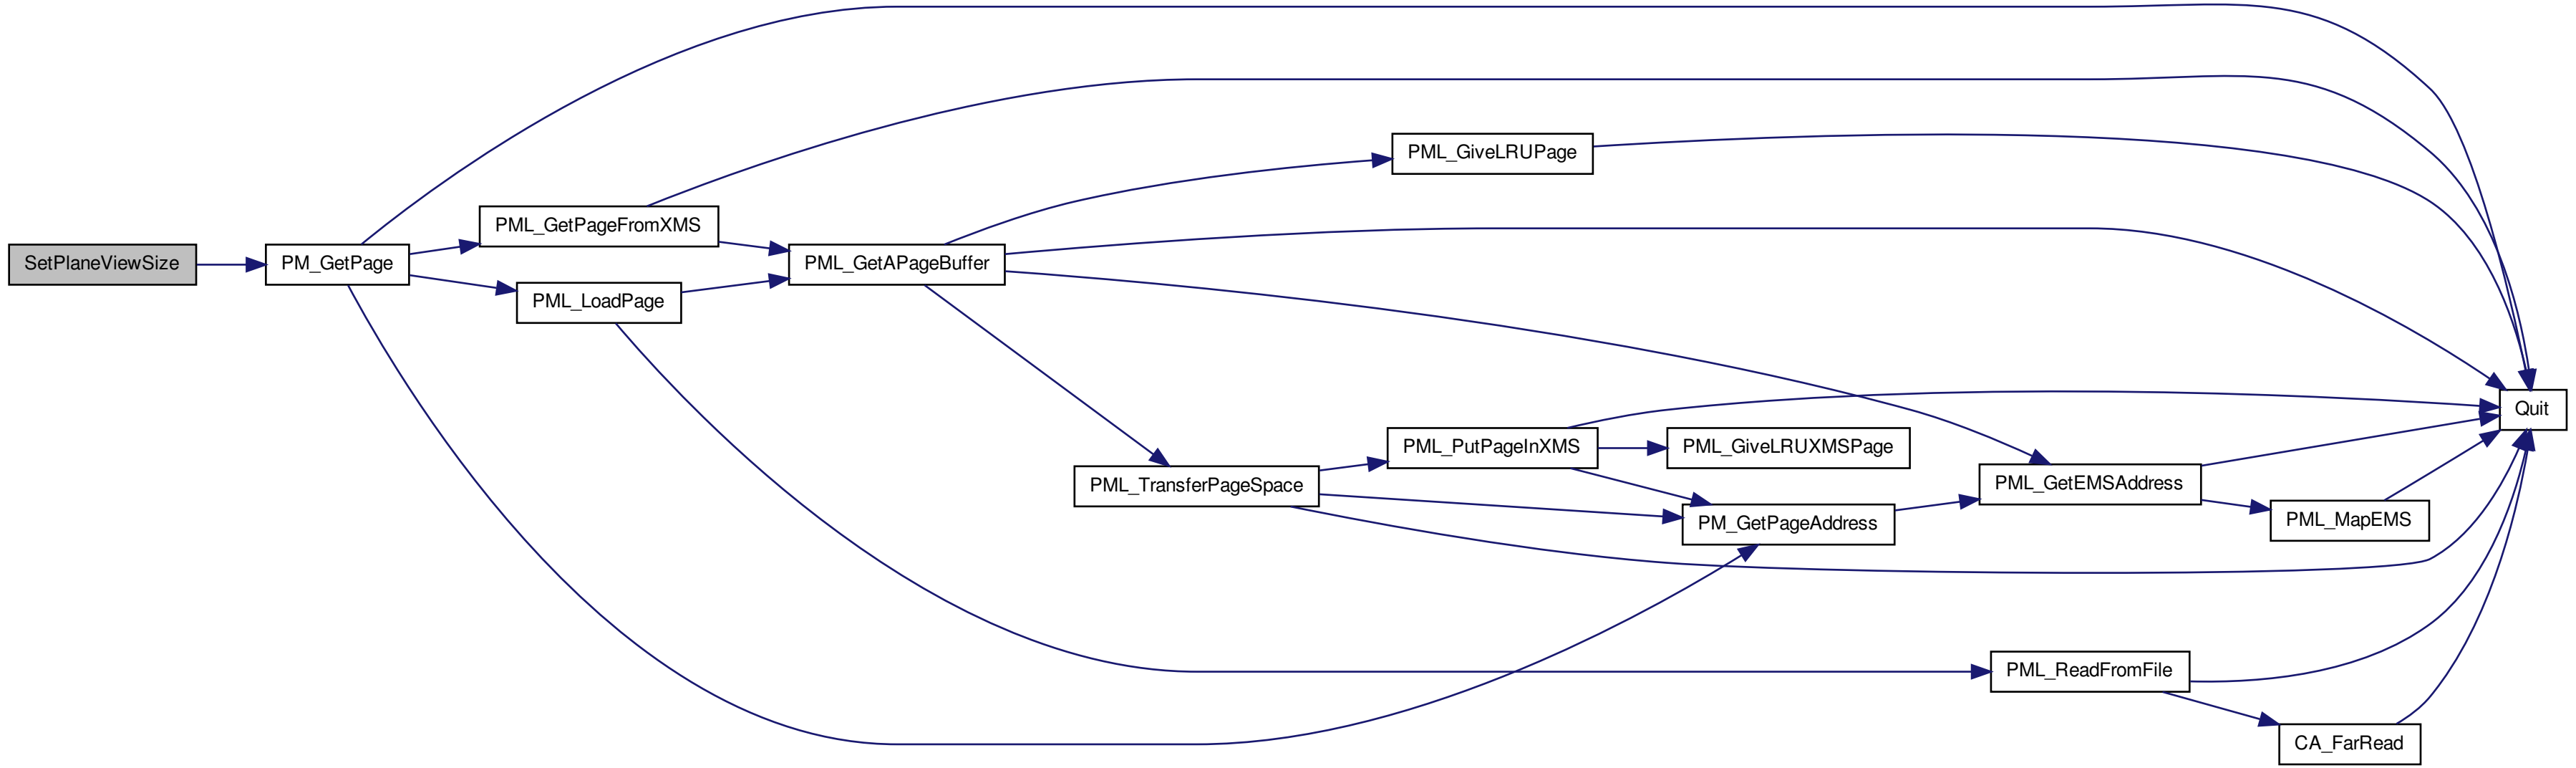 SetPlaneViewSize
PM_GetPage
PML_GetPageFromXMS
PML_LoadPage
PML_GetAPageBuffer
PML_GiveLRUPage
PML_TransferPageSpace
PML_PutPageInXMS
PML_GiveLRUXMSPage
PM_GetPageAddress
PML_GetEMSAddress
PML_MapEMS
Quit
PML_ReadFromFile
CA_FarRead